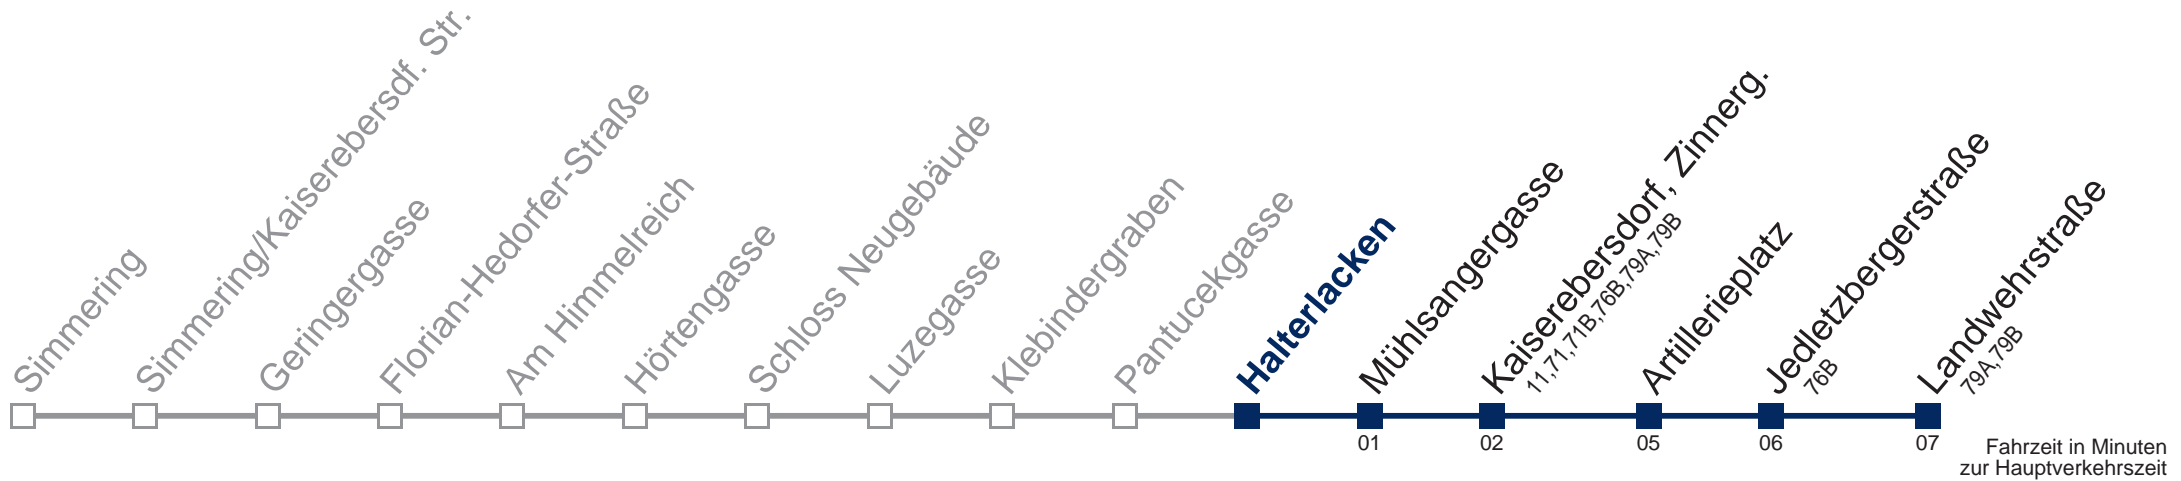 Simmering
Simmering/Kaiserebersdf. Str.
Geringergasse
Florian-Hedorfer-Straße
Am Himmelreich
Hörtengasse
Schloss Neugebäude
Luzegasse
Klebindergraben
Pantucekgasse
Halterlacken
Mühlsangergasse
01
Kaiserebersdorf, Zinnerg.
11,71,71B,76B,79A,79B
02
Artillerieplatz
05
Jedletzbergerstraße
76B
06
Landwehrstraße
79A,79B
07
Fahrzeit in Minuten
zur Hauptverkehrszeit